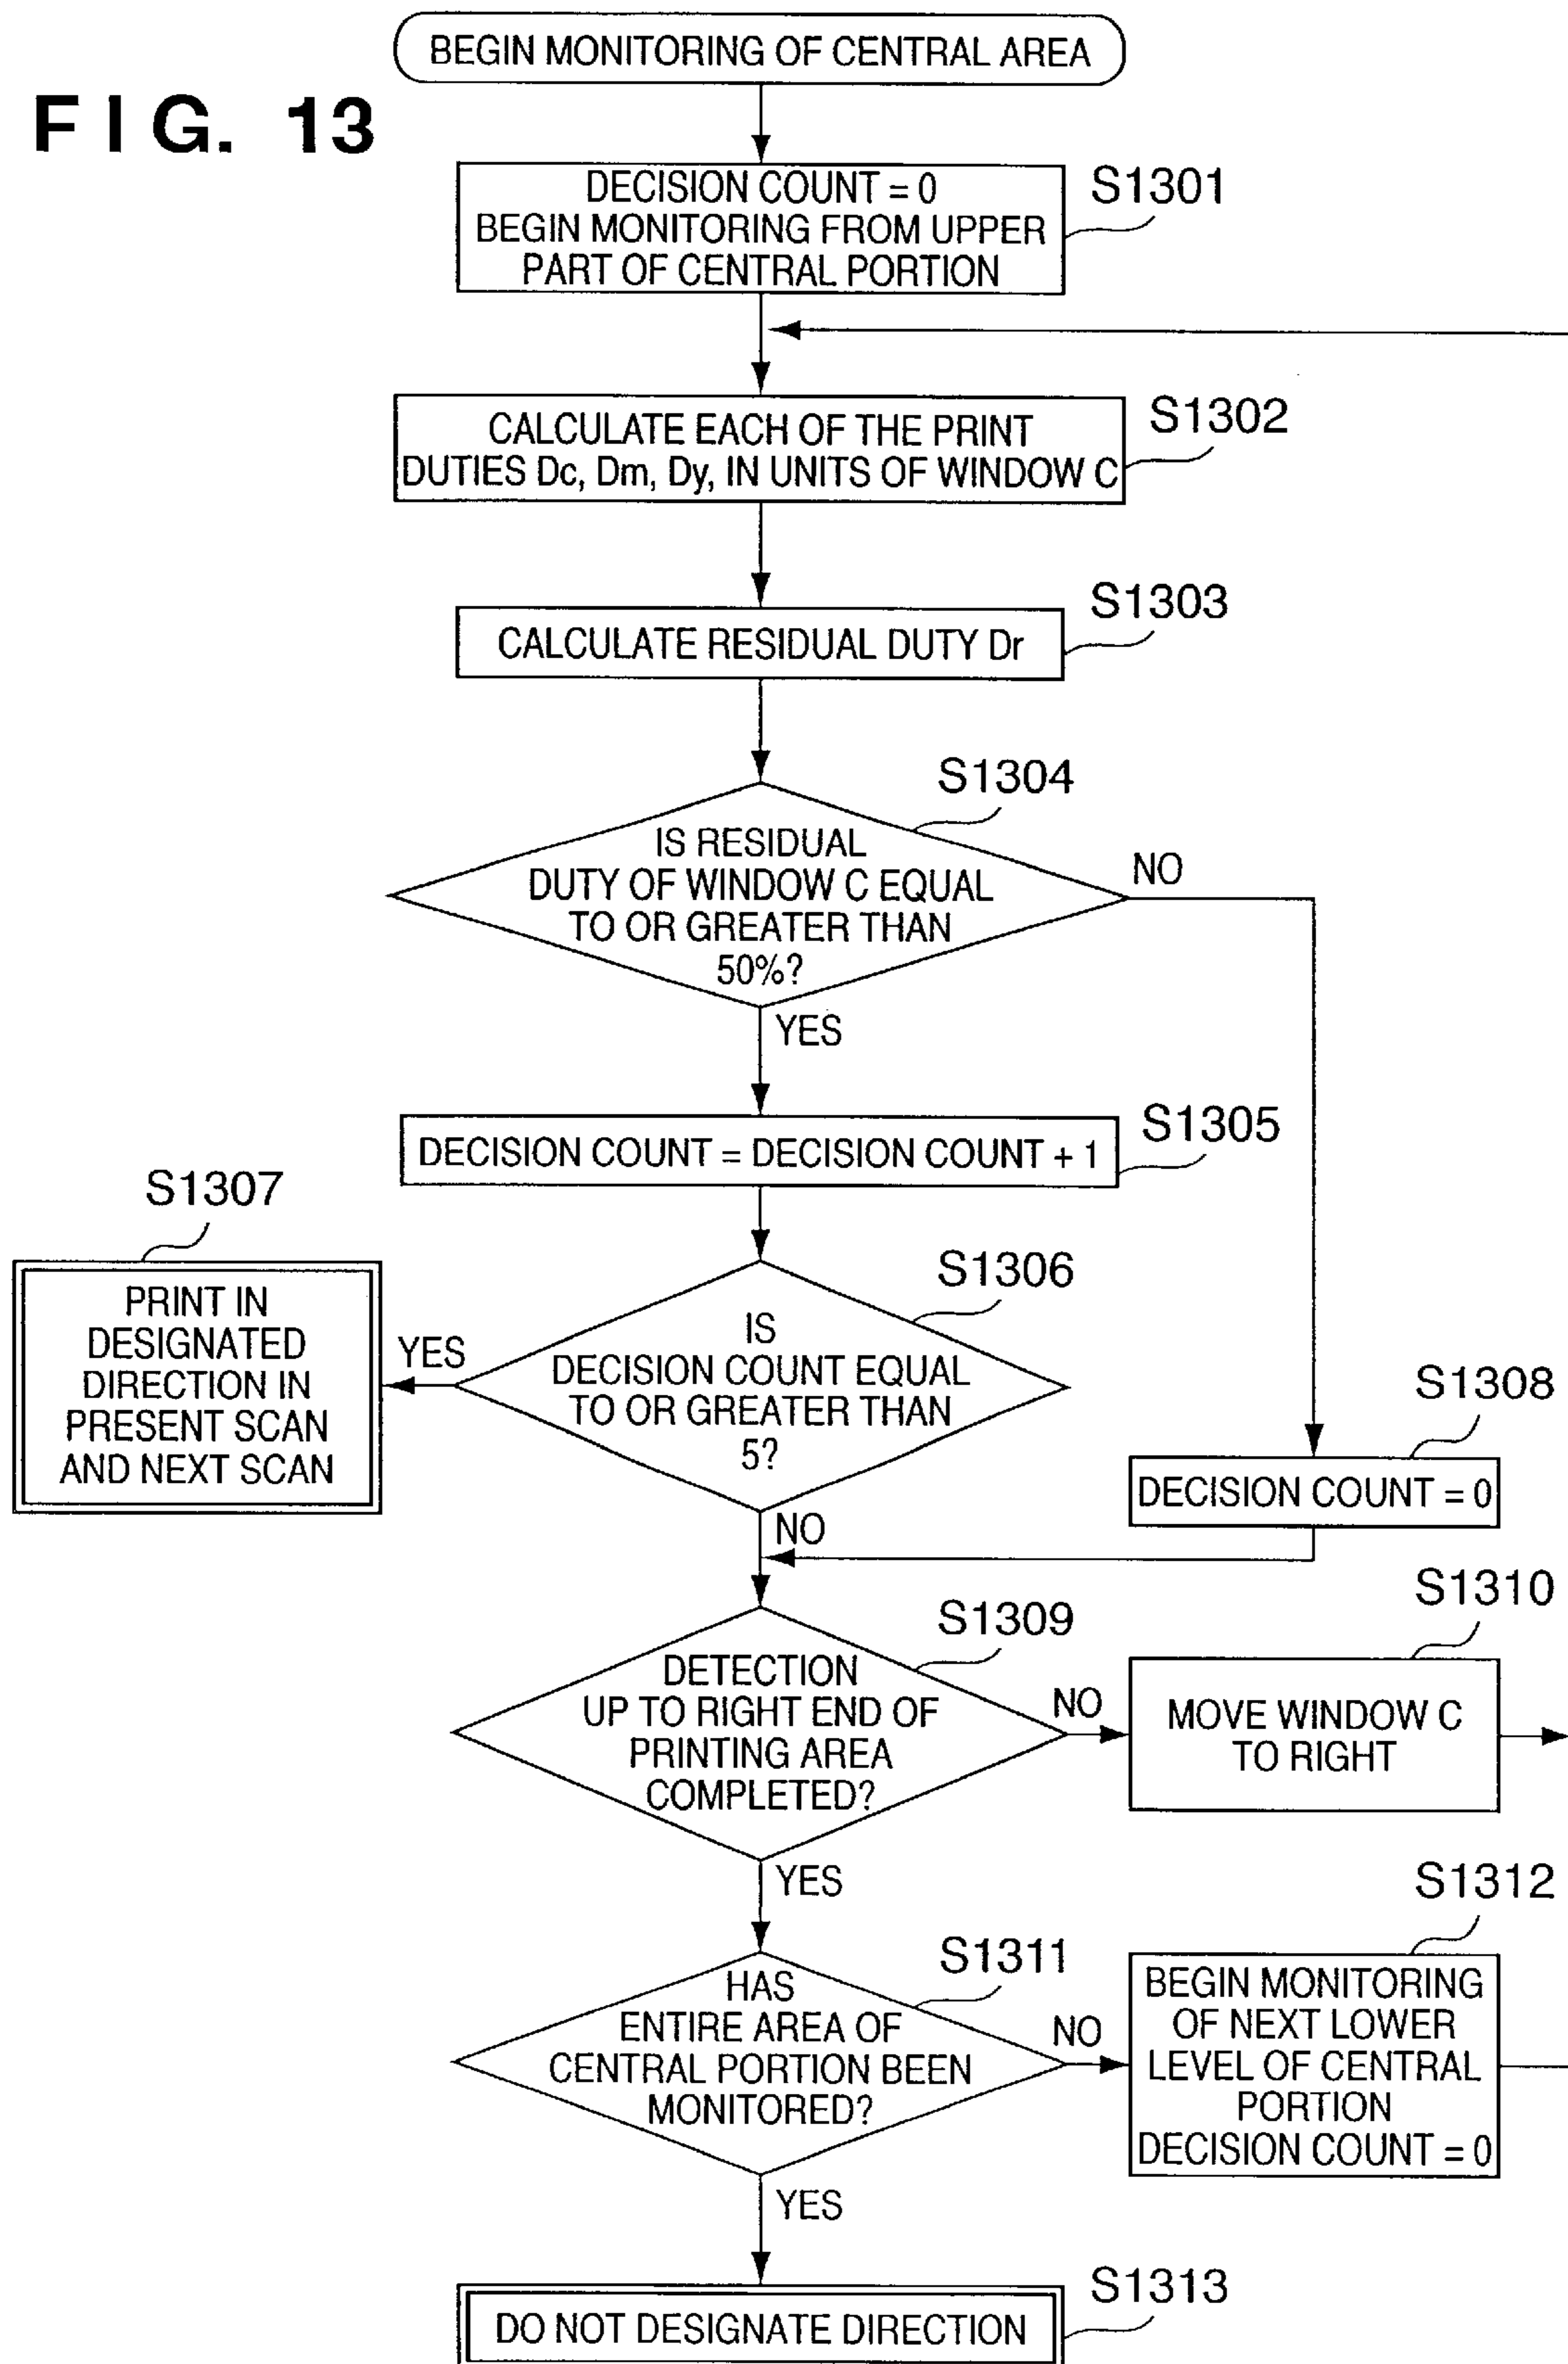 BEGIN MONITORING OF CENTRAL AREA
FIG. 13
DECISION COUNT = 0
BEGIN MONITORING FROM UPPER
PART OF CENTRAL PORTION
S1301
CALCULATE EACH OF THE PRINT
DUTIES Dc, Dm, Dy, IN UNITS OF WINDOW C
S1302
CALCULATE RESIDUAL DUTY Dr
S1303
S1304
IS RESIDUAL
DUTY OF WINDOW C EQUAL
TO OR GREATER THAN
50%?
NO
YES
DECISION COUNT = DECISION COUNT + 1
S1305
S1307
PRINT IN
DESIGNATED
DIRECTION IN
PRESENT SCAN
AND NEXT SCAN
YES
S1306
IS
DECISION COUNT EQUAL
TO OR GREATER THAN
5?
NO
S1308
DECISION COUNT = 0
S1309
DETECTION
UP TO RIGHT END OF
PRINTING AREA
COMPLETED?
NO
S1310
MOVE WINDOW C
TO RIGHT
YES
S1311
HAS
ENTIRE AREA OF
CENTRAL PORTION BEEN
MONITORED?
NO
S1312
BEGIN MONITORING
OF NEXT LOWER
LEVEL OF CENTRAL
PORTION
DECISION COUNT = 0
YES
DO NOT DESIGNATE DIRECTION
S1313